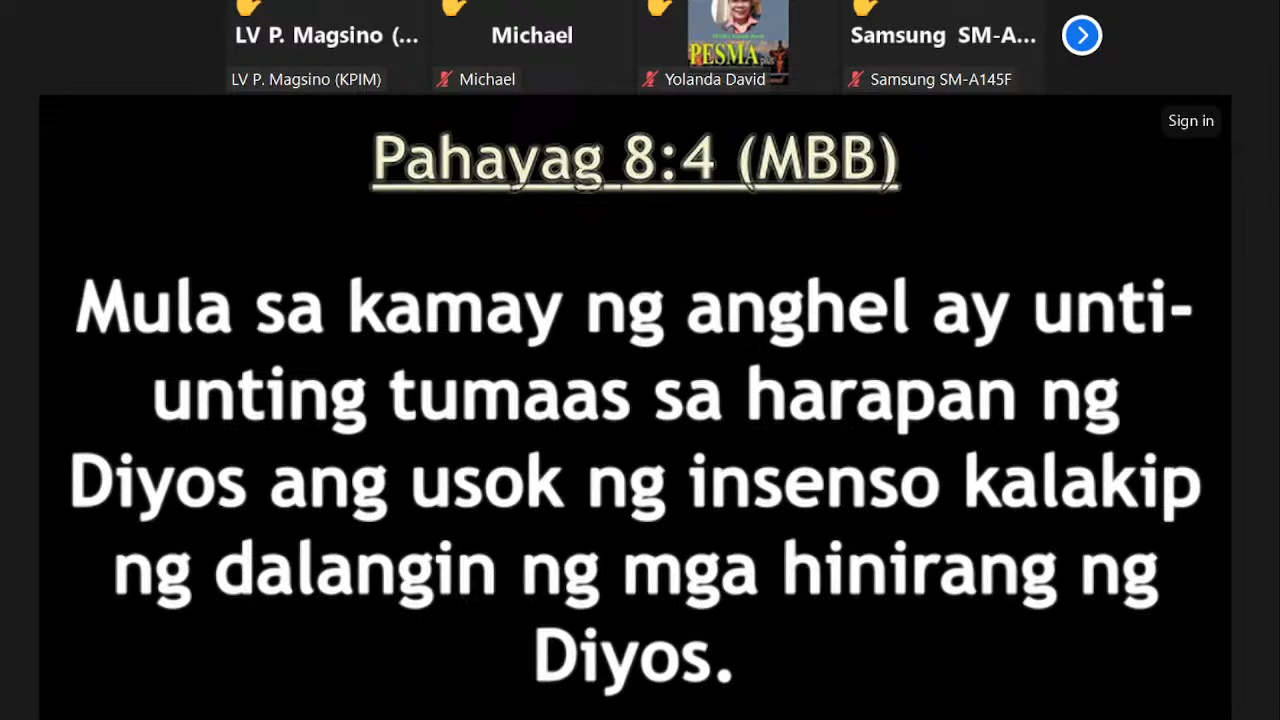 LV P. Magsino (...
Michael
Samsung SM-A...
PESMA
LV P. Magsino (KPIM)
Michael
Yolanda David
Samsung SM-A145F
Sign in
Pahayag 8:4 (MBB)
Mula sa kamay ng anghel ay unti-
unting tumaas sa harapan ng
Diyos ang usok ng insenso kalakip
ng dalangin ng mga hinirang ng
Diyos.